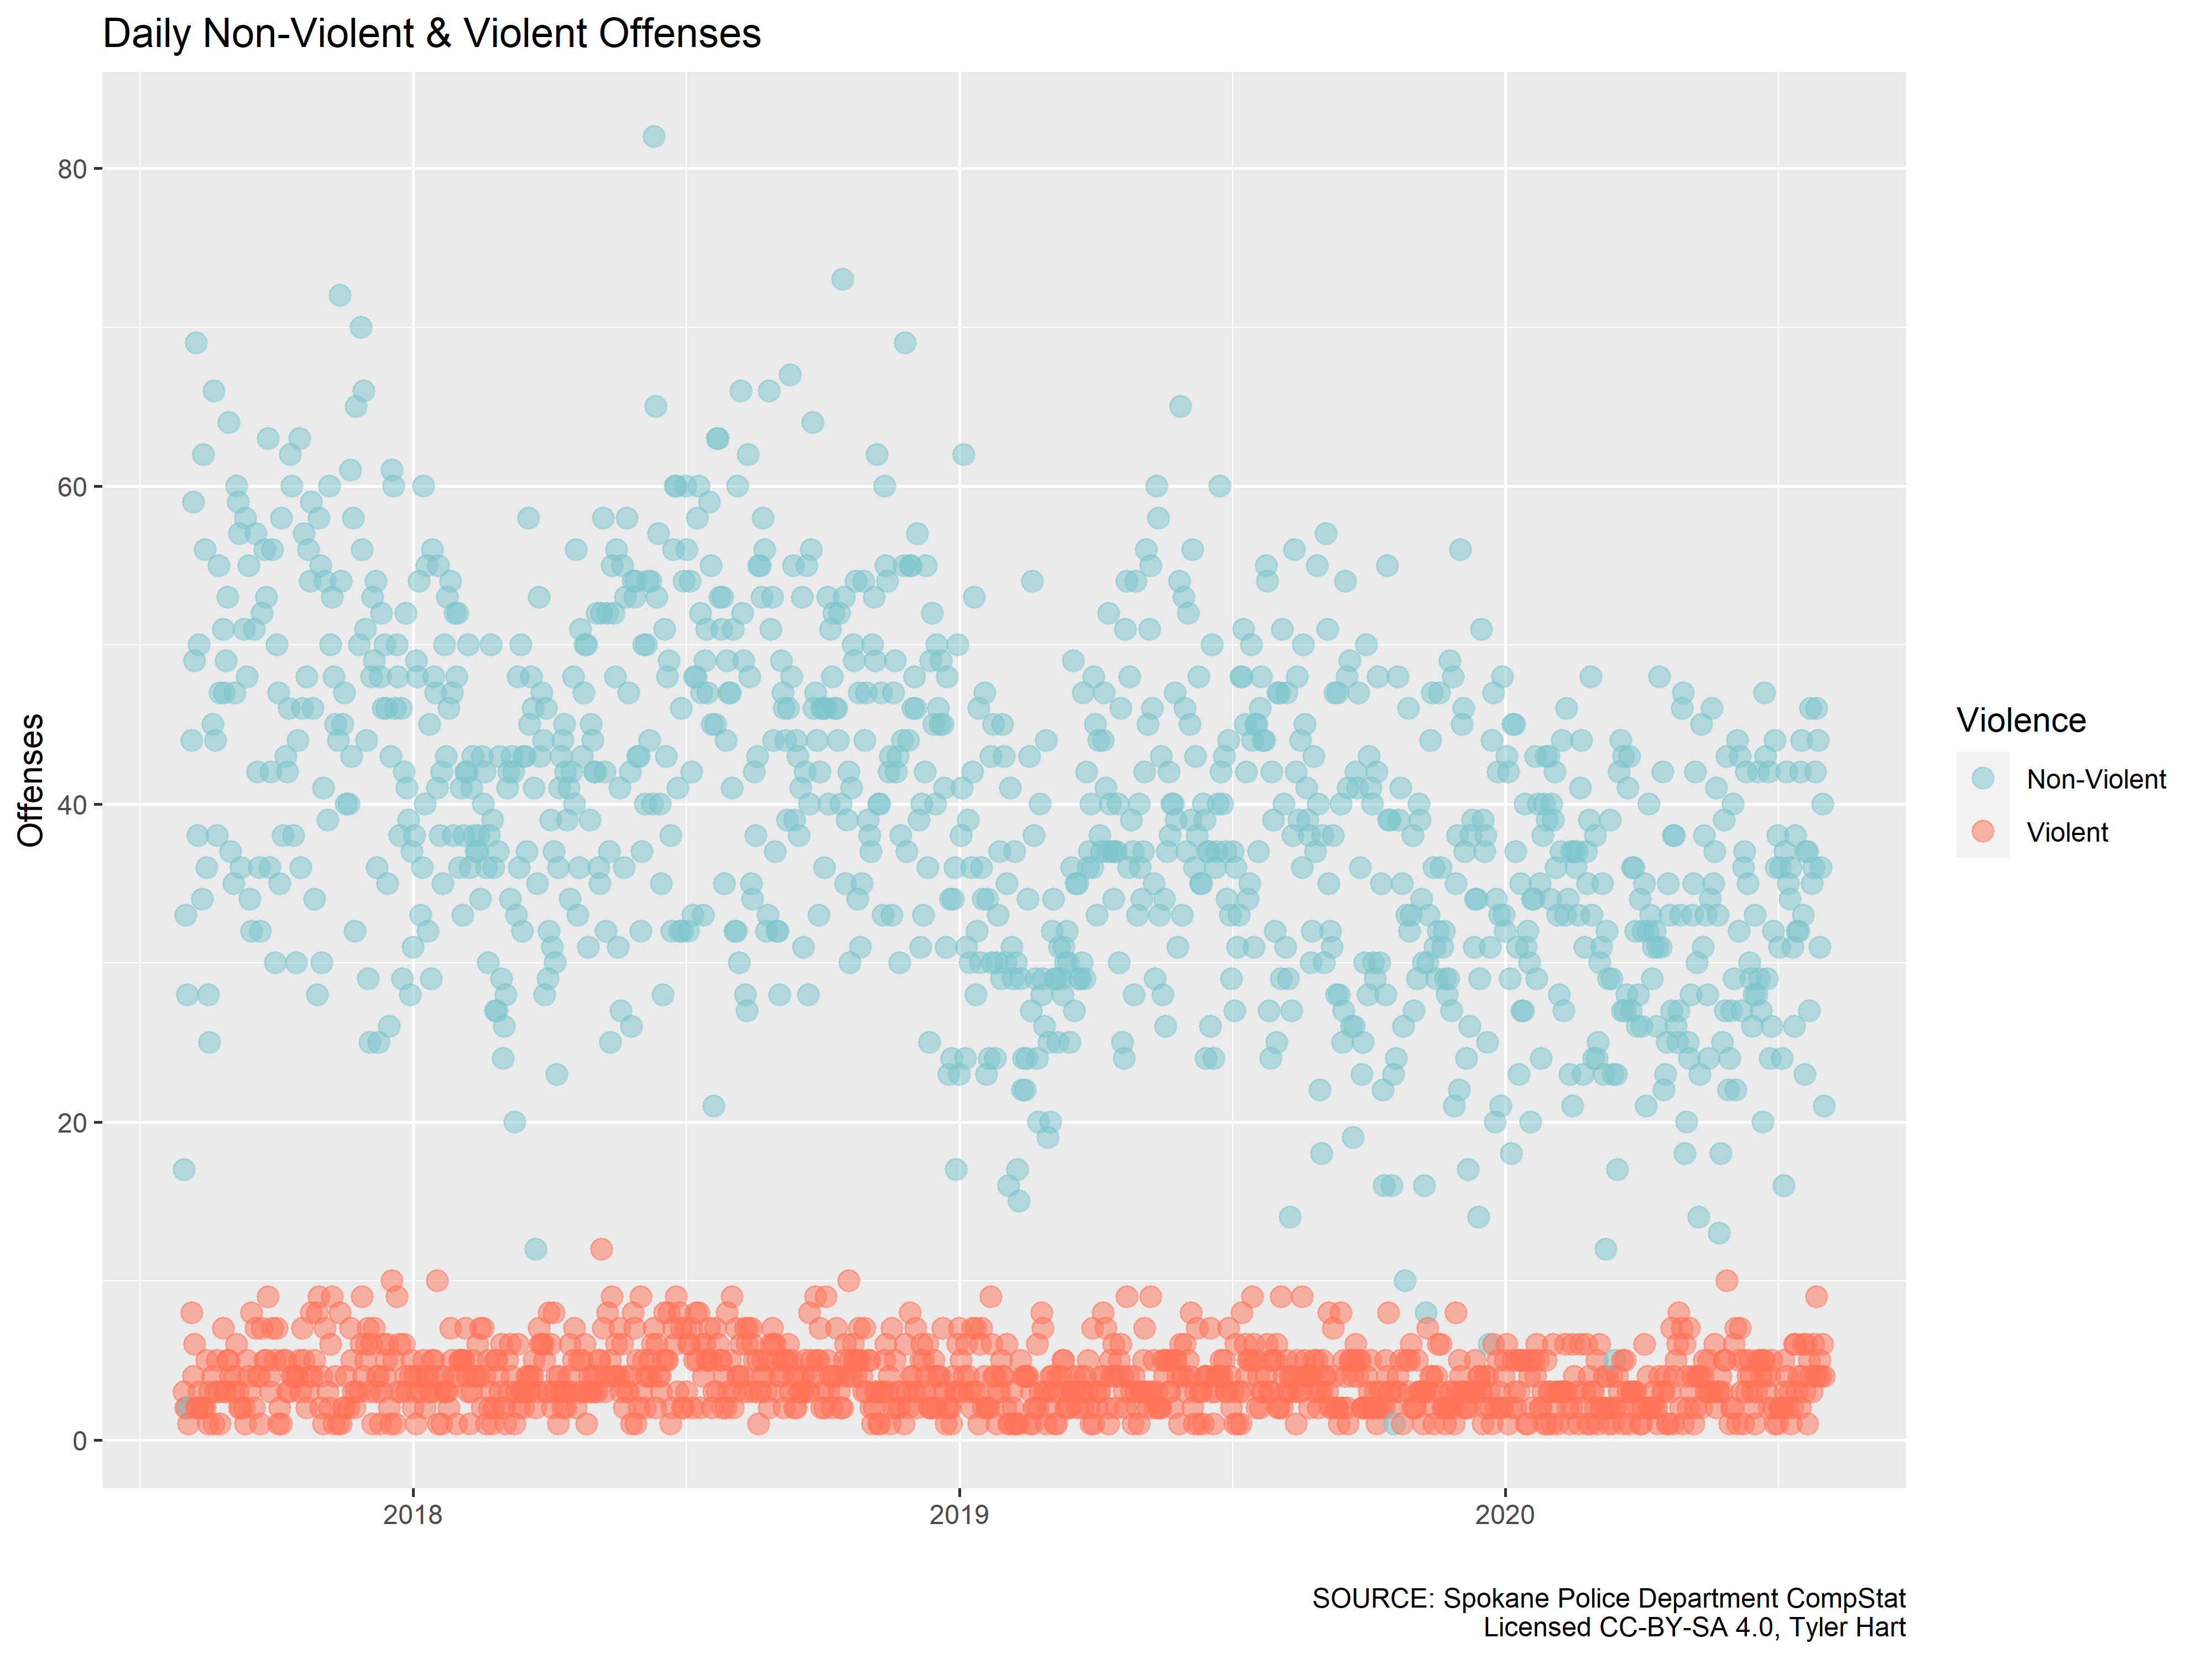 Daily Non-Violent & Violent Offenses
Offenses
80
60
40
20
0
2018
2019
2020
Violence
Non-Violent
Violent
SOURCE: Spokane Police Department CompStat
Licensed CC-BY-SA 4.0, Tyler Hart